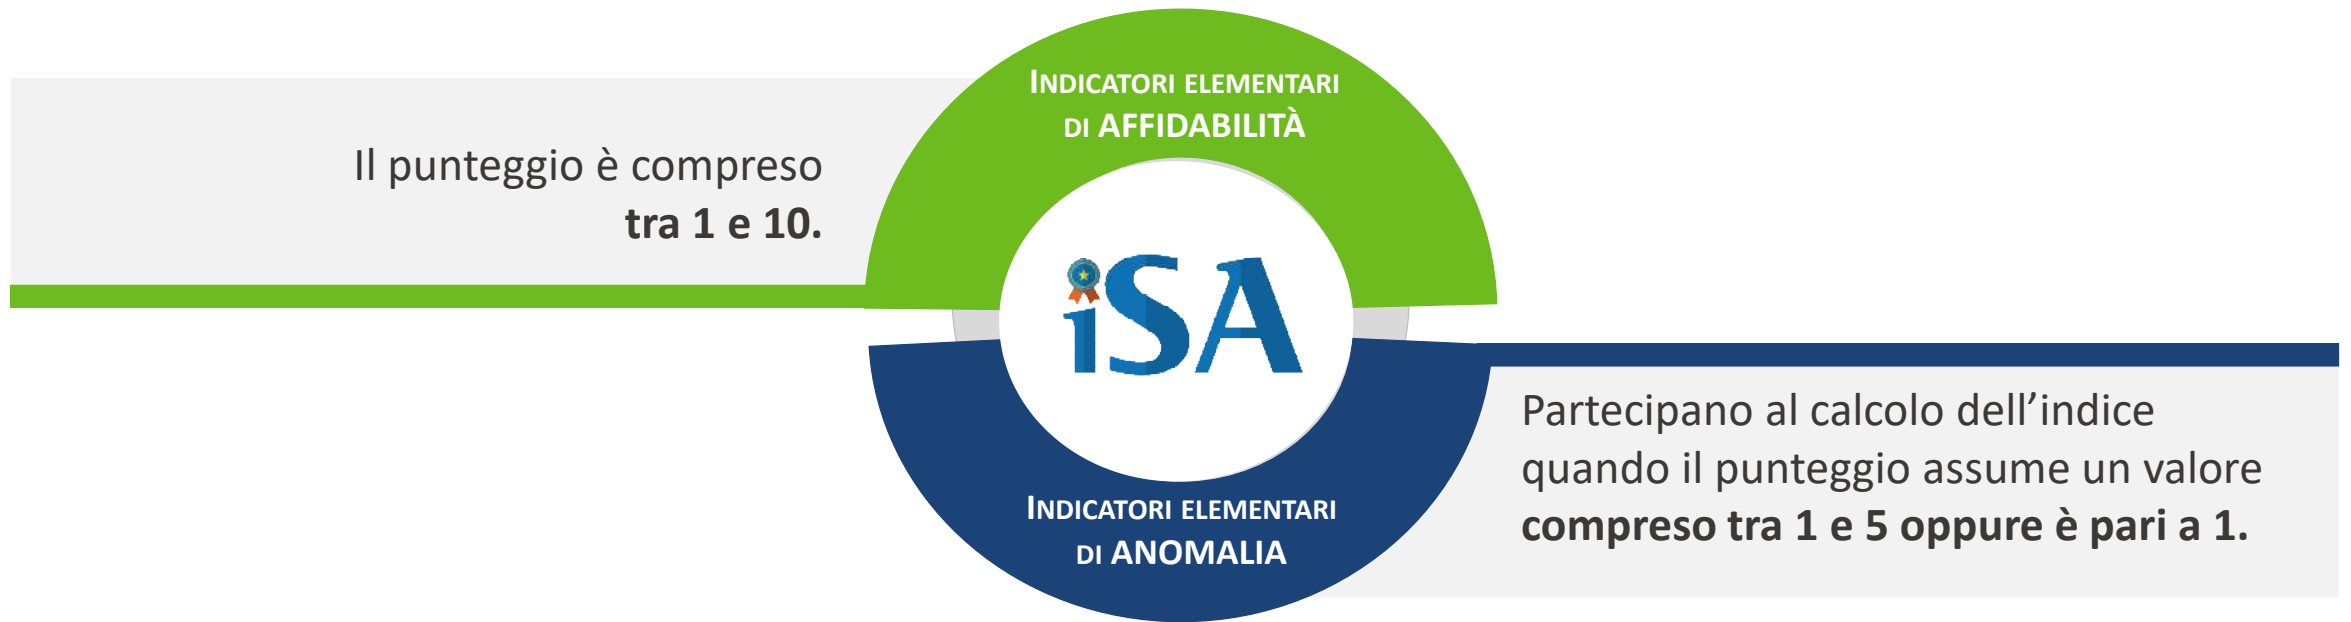 INDICATORI ELEMENTARI
DI AFFIDABILITÀ
Il punteggio è compreso
tra 1 e 10.
iSA
Partecipano al calcolo dell’indice
quando il punteggio assume un valore
compreso tra 1 e 5 oppure è pari a 1.
INDICATORI ELEMENTARI
DI ANOMALIA